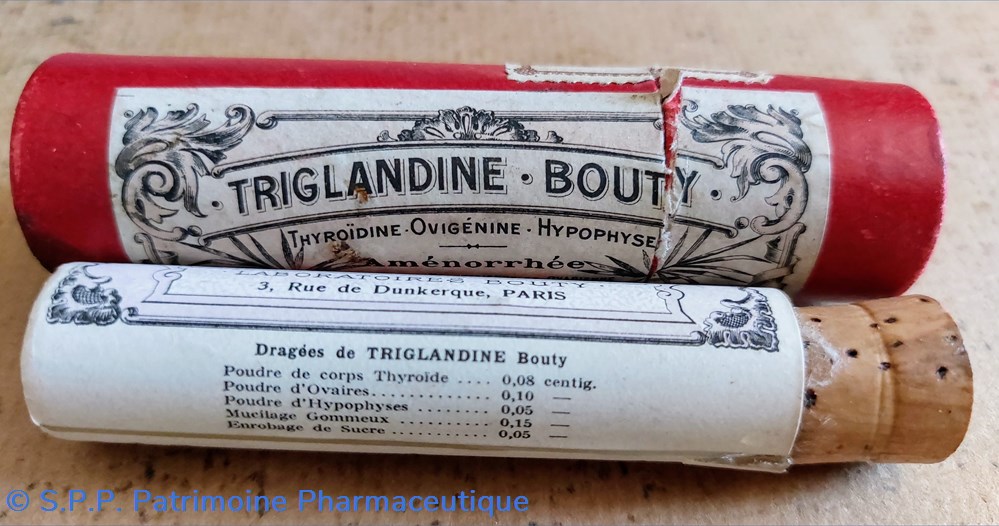 TRIGLANDINE · BOUTY ·
THYROÏDINE · OVIGÉNINE · HYPOPHYSE
ménorrhée
LABORATOIRES BOUTY
3, Rue de Dunkerque, PARIS
Dragées de TRIGLANDINE Bouty
Poudre de corps Thyroïde .... 0,08 centig.
Poudre d'Ovaires............. 0,10 —
Poudre d'Hypophyses ........ 0,05 —
Mucilage Gommeux .......... 0,15 —
Enrobage de Sucre ........... 0,05 —
© S.P.P. Patrimoine Pharmaceutique